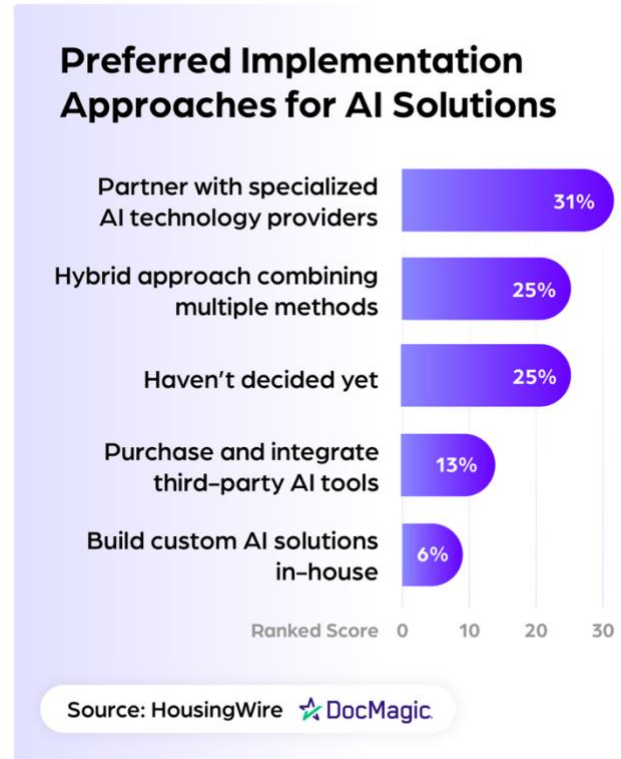 Preferred Implementation
Approaches for AI Solutions
Partner with specialized
AI technology providers
31%
Hybrid approach combining
multiple methods
25%
Haven't decided yet
25%
Purchase and integrate
third-party AI tools
13%
Build custom AI solutions
in-house
6%
Ranked Score 0 10 20 30
Source: HousingWire DocMagic.